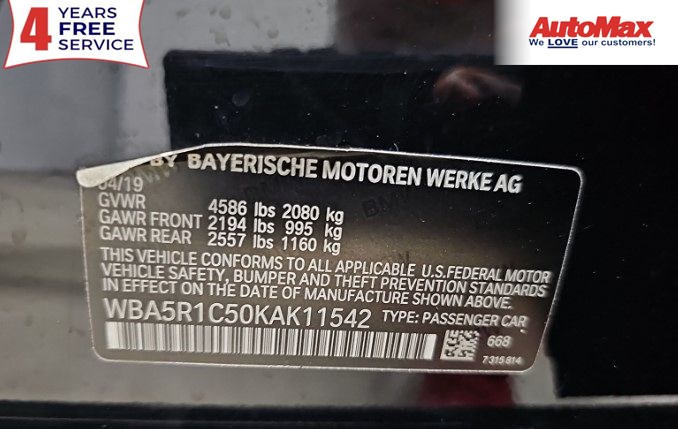 4 YEARS
FREE
SERVICE
AutoMax
We LOVE our customers!
BY BAYERISCHE MOTOREN WERKE AG
04/19
GVWR 4586 lbs 2080 kg
GAWR FRONT 2194 lbs 995 kg
GAWR REAR 2557 lbs 1160 kg
THIS VEHICLE CONFORMS TO ALL APPLICABLE U.S.FEDERAL MOTOR
VEHICLE SAFETY, BUMPER AND THEFT PREVENTION STANDARDS
IN EFFECT ON THE DATE OF MANUFACTURE SHOWN ABOVE.
WBA5R1C50KAK11542 TYPE: PASSENGER CAR
668
7315814